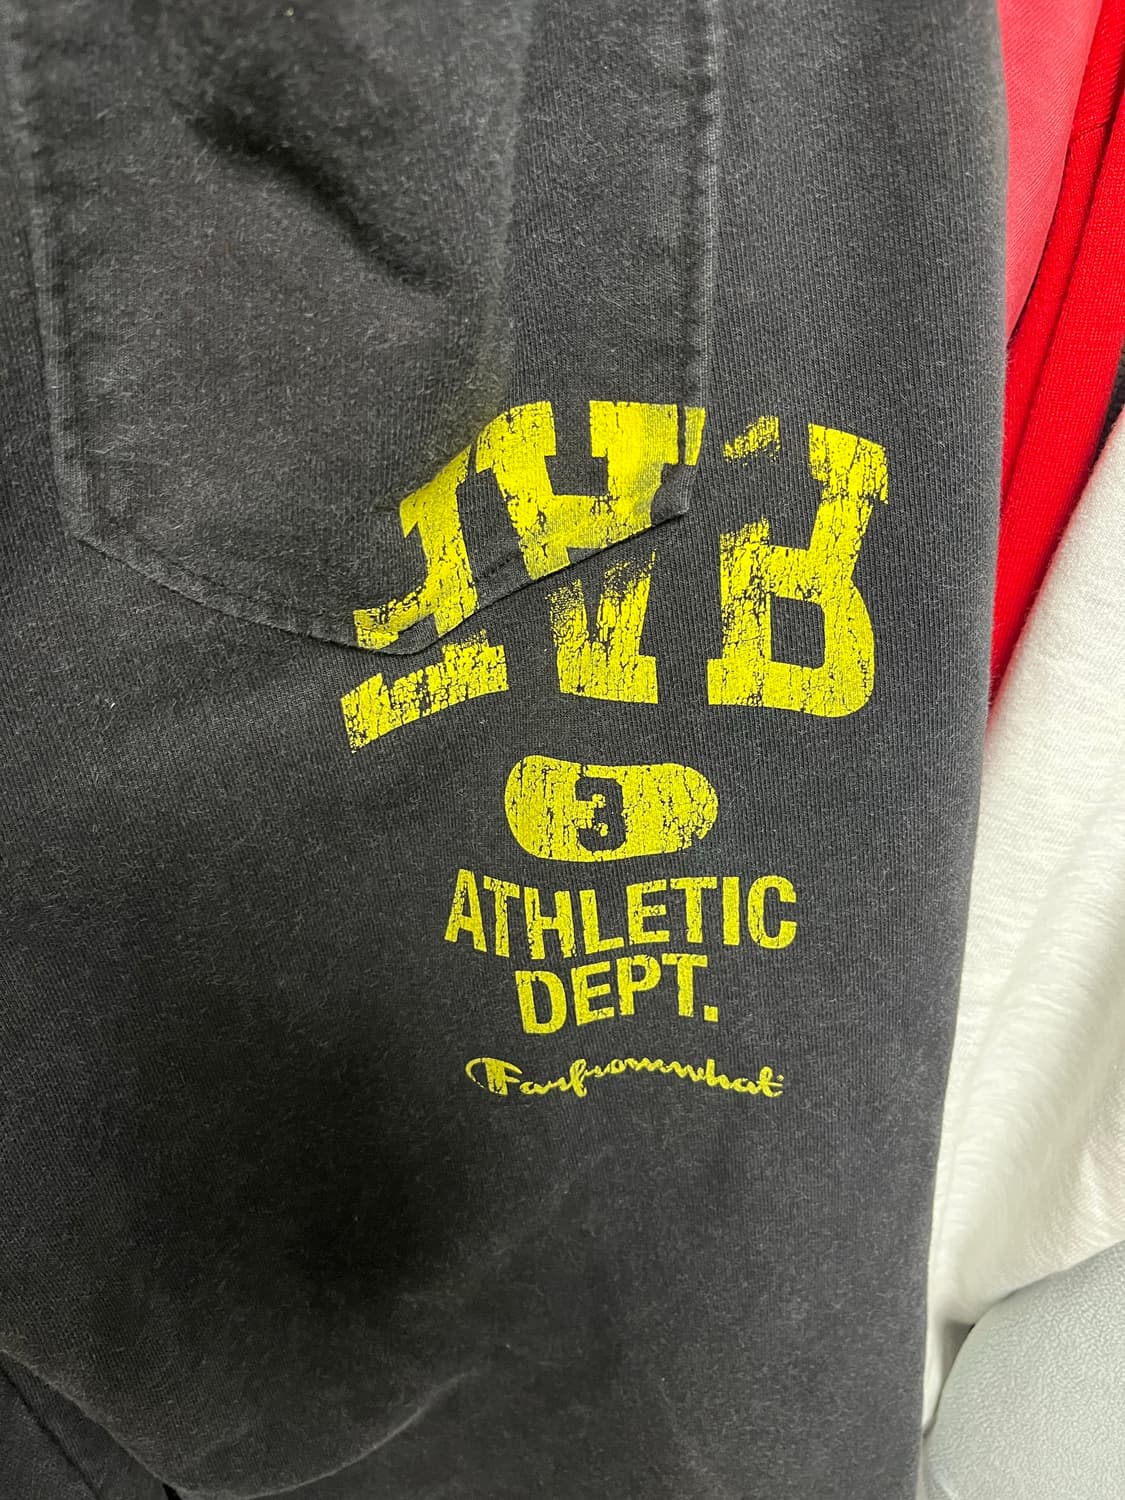 3
ATHLETIC
DEPT.
Farfromwhat